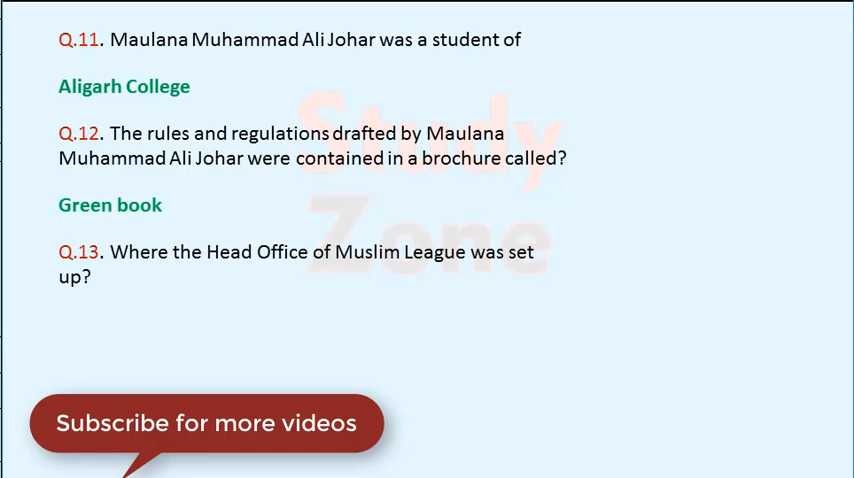 Q.11. Maulana Muhammad Ali Johar was a student of
Aligarh College
Q.12. The rules and regulations drafted by Maulana
Muhammad Ali Johar were contained in a brochure called?
Green book
Q.13. Where the Head Office of Muslim League was set
up?
Study
Zone
Subscribe for more videos